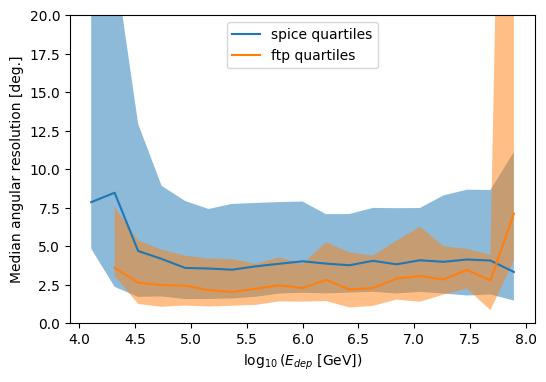 20.0
17.5
15.0
12.5
10.0
7.5
5.0
2.5
0.0
Median angular resolution [deg.]
spice quartiles
ftp quartiles
4.0 4.5 5.0 5.5 6.0 6.5 7.0 7.5 8.0
log₁₀(E_dep [GeV])